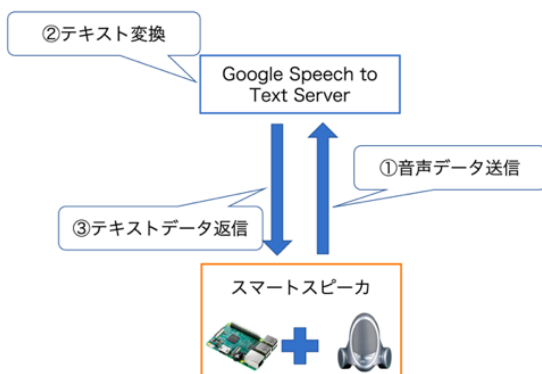 ②テキスト変換
Google Speech to
Text Server
①音声データ送信
③テキストデータ返信
スマートスピーカ